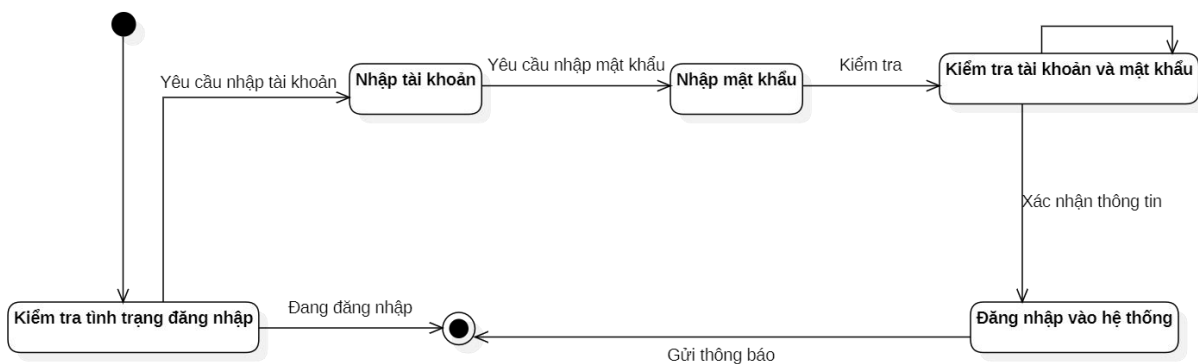 Yêu cầu nhập tài khoản
Nhập tài khoản
Yêu cầu nhập mật khẩu
Nhập mật khẩu
Kiểm tra
Kiểm tra tài khoản và mật khẩu
Xác nhận thông tin
Kiểm tra tình trạng đăng nhập
Đang đăng nhập
Đăng nhập vào hệ thống
Gửi thông báo